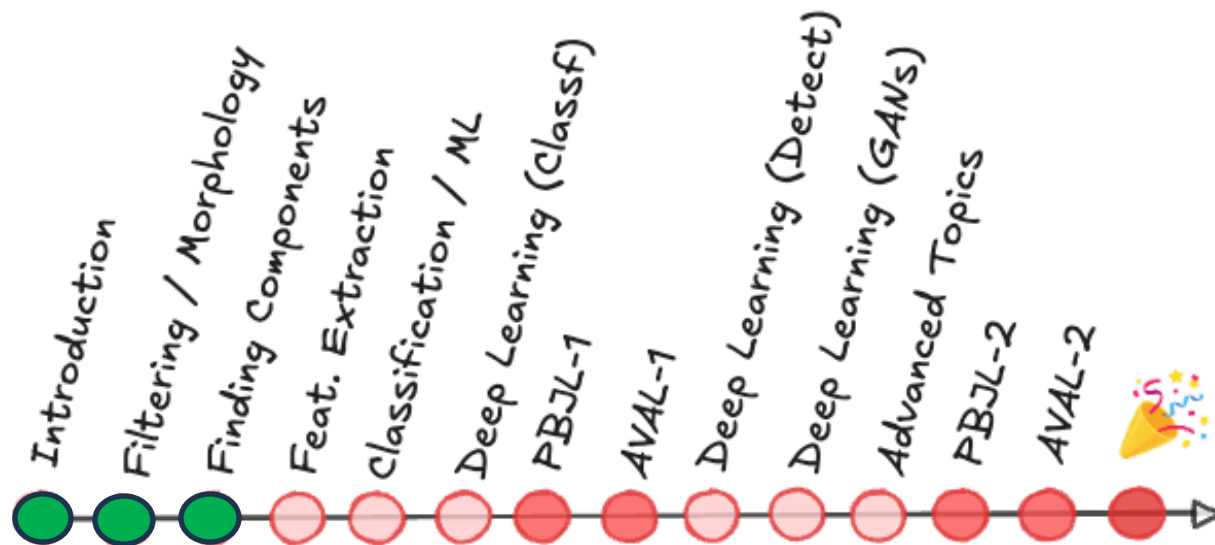 Introduction
Filtering / Morphology
Finding Components
Feat. Extraction
Classification / ML
Deep Learning (Classf)
PBJL-1
AVAL-1
Deep Learning (Detect)
Deep Learning (GANs)
Advanced Topics
PBJL-2
AVAL-2